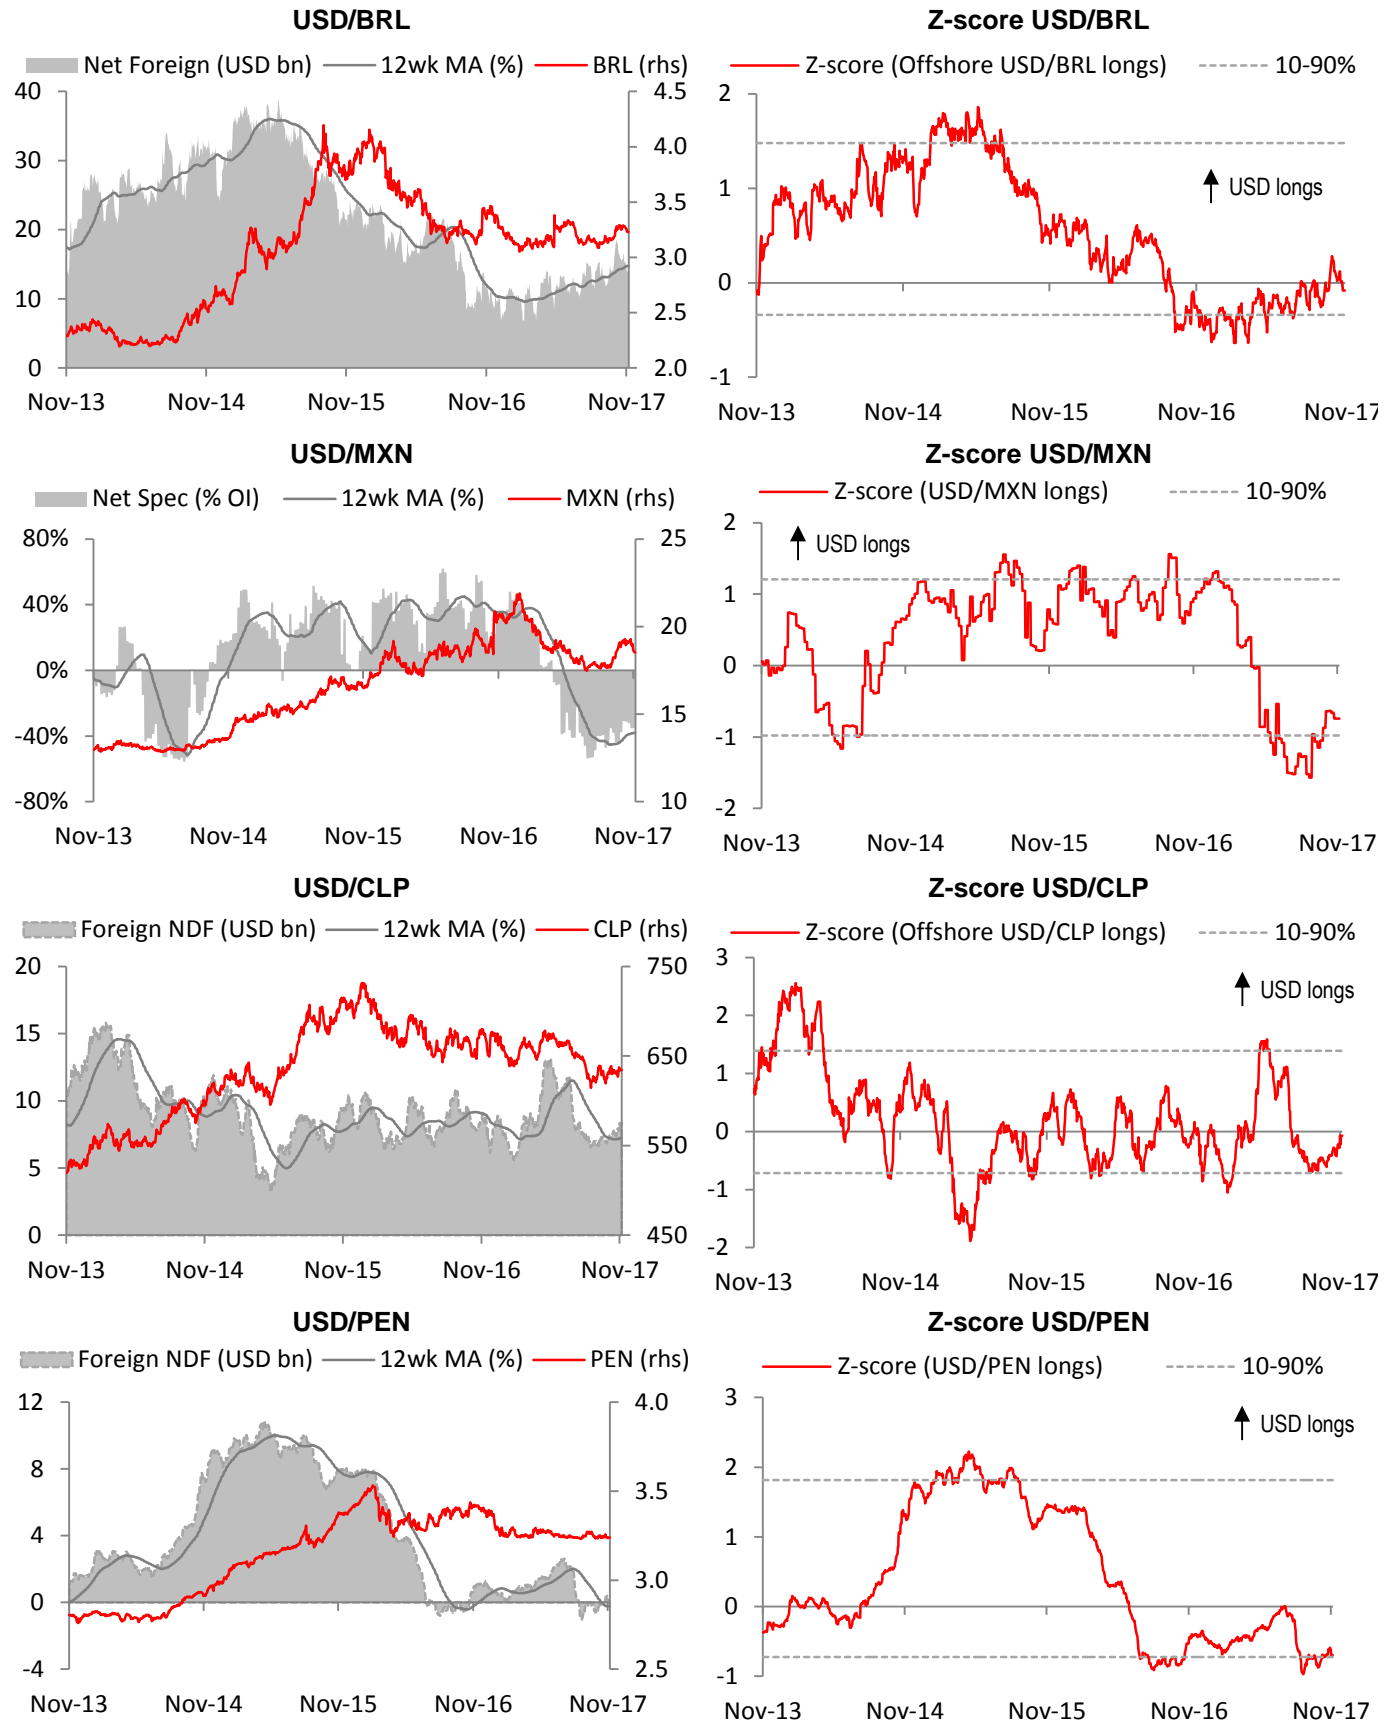 USD/BRL
Net Foreign (USD bn) 12wk MA (%) BRL (rhs)
40
30
20
10
0
4.5
4.0
3.5
3.0
2.5
2.0
Nov-13 Nov-14 Nov-15 Nov-16 Nov-17
Z-score USD/BRL
Z-score (Offshore USD/BRL longs) 10-90%
2
1
0
-1
USD longs
Nov-13 Nov-14 Nov-15 Nov-16 Nov-17
USD/MXN
Net Spec (% OI) 12wk MA (%) MXN (rhs)
80%
40%
0%
-40%
-80%
25
20
15
10
Nov-13 Nov-14 Nov-15 Nov-16 Nov-17
Z-score USD/MXN
Z-score (USD/MXN longs) 10-90%
2
1
0
-1
-2
USD longs
Nov-13 Nov-14 Nov-15 Nov-16 Nov-17
USD/CLP
Foreign NDF (USD bn) 12wk MA (%) CLP (rhs)
20
15
10
5
0
750
650
550
450
Nov-13 Nov-14 Nov-15 Nov-16 Nov-17
Z-score USD/CLP
Z-score (Offshore USD/CLP longs) 10-90%
3
2
1
0
-1
-2
USD longs
Nov-13 Nov-14 Nov-15 Nov-16 Nov-17
USD/PEN
Foreign NDF (USD bn) 12wk MA (%) PEN (rhs)
12
8
4
0
-4
4.0
3.5
3.0
2.5
Nov-13 Nov-14 Nov-15 Nov-16 Nov-17
Z-score USD/PEN
Z-score (USD/PEN longs) 10-90%
3
2
1
0
-1
USD longs
Nov-13 Nov-14 Nov-15 Nov-16 Nov-17